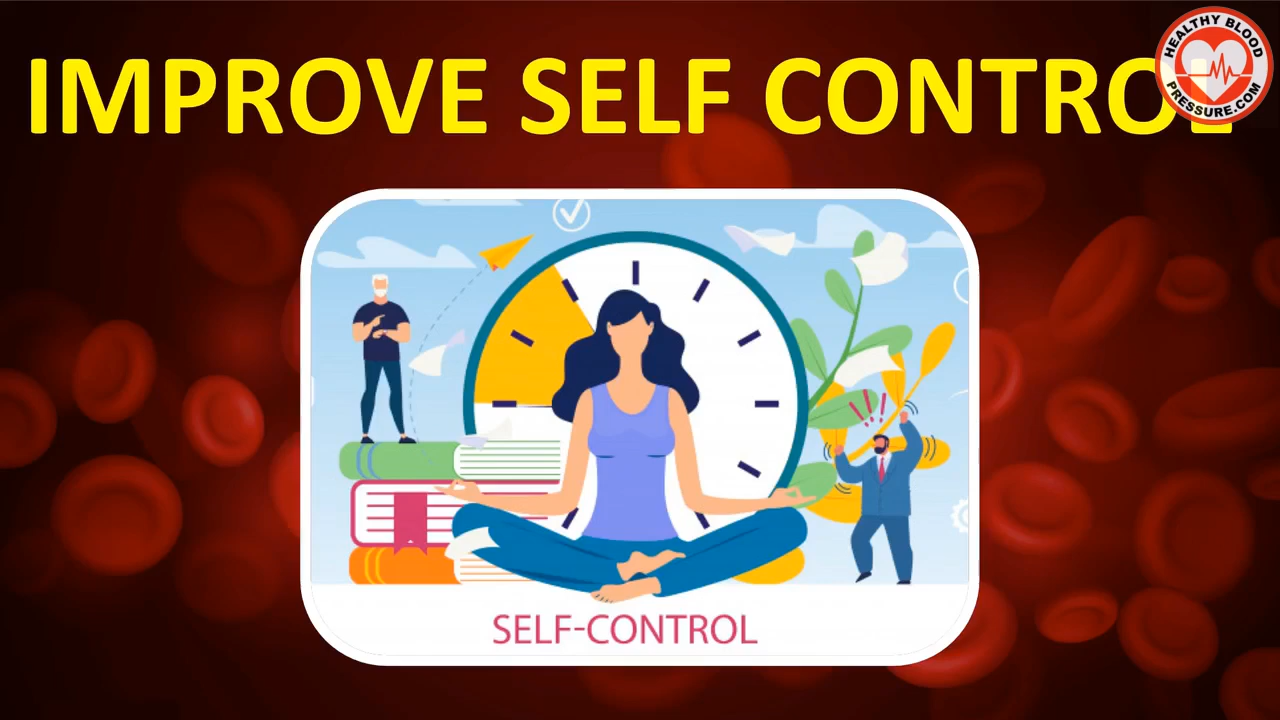 IMPROVE SELF CONTROL
HEALTHY BLOOD
PRESSURE.COM
SELF-CONTROL